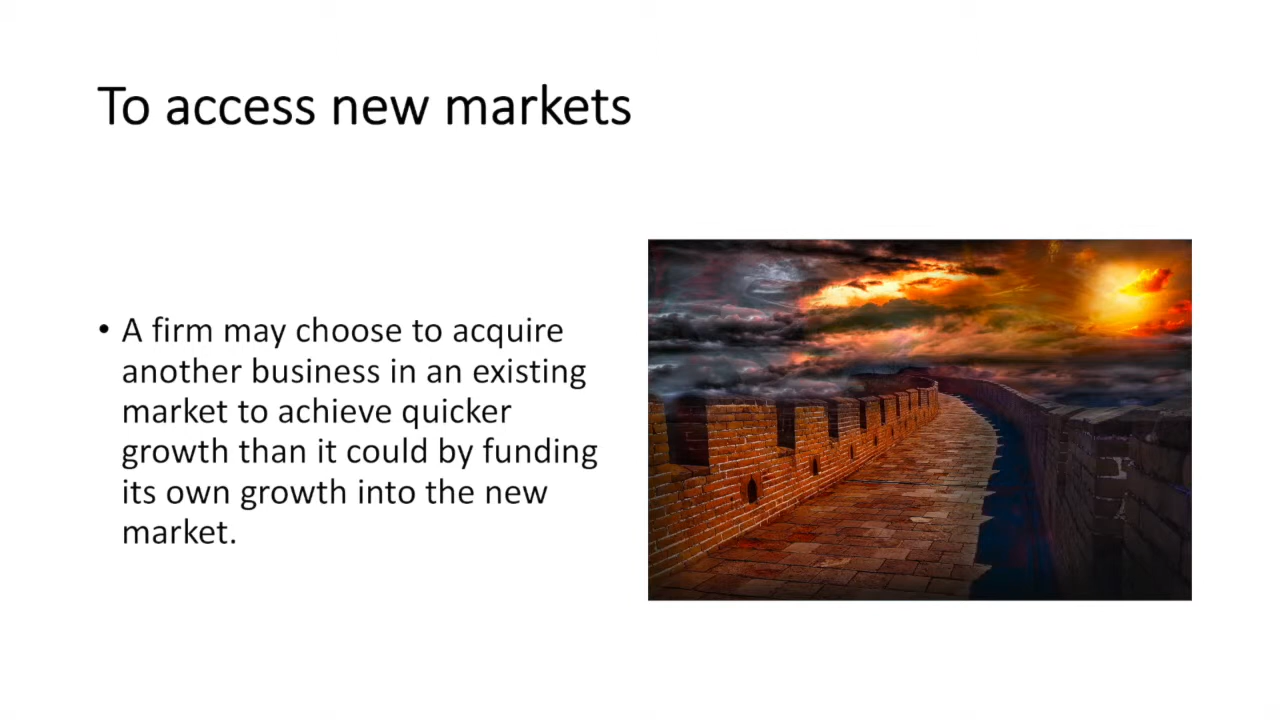 To access new markets
• A firm may choose to acquire
another business in an existing
market to achieve quicker
growth than it could by funding
its own growth into the new
market.